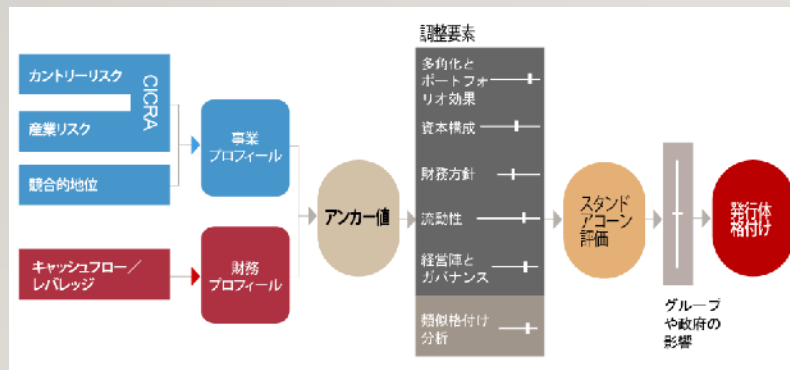 調整要素
カントリーリスク
CICRA
産業リスク
競合的地位
事業
プロフィール
キャッシュフロー／
レバレッジ
財務
プロフィール
アンカー値
多角化と
ポートフォ
リオ効果
資本構成
財務方針
流動性
経営陣と
ガバナンス
類似格付け
分析
スタンド
アコーン
評価
グループ
や政府の
影響
発行体
格付け